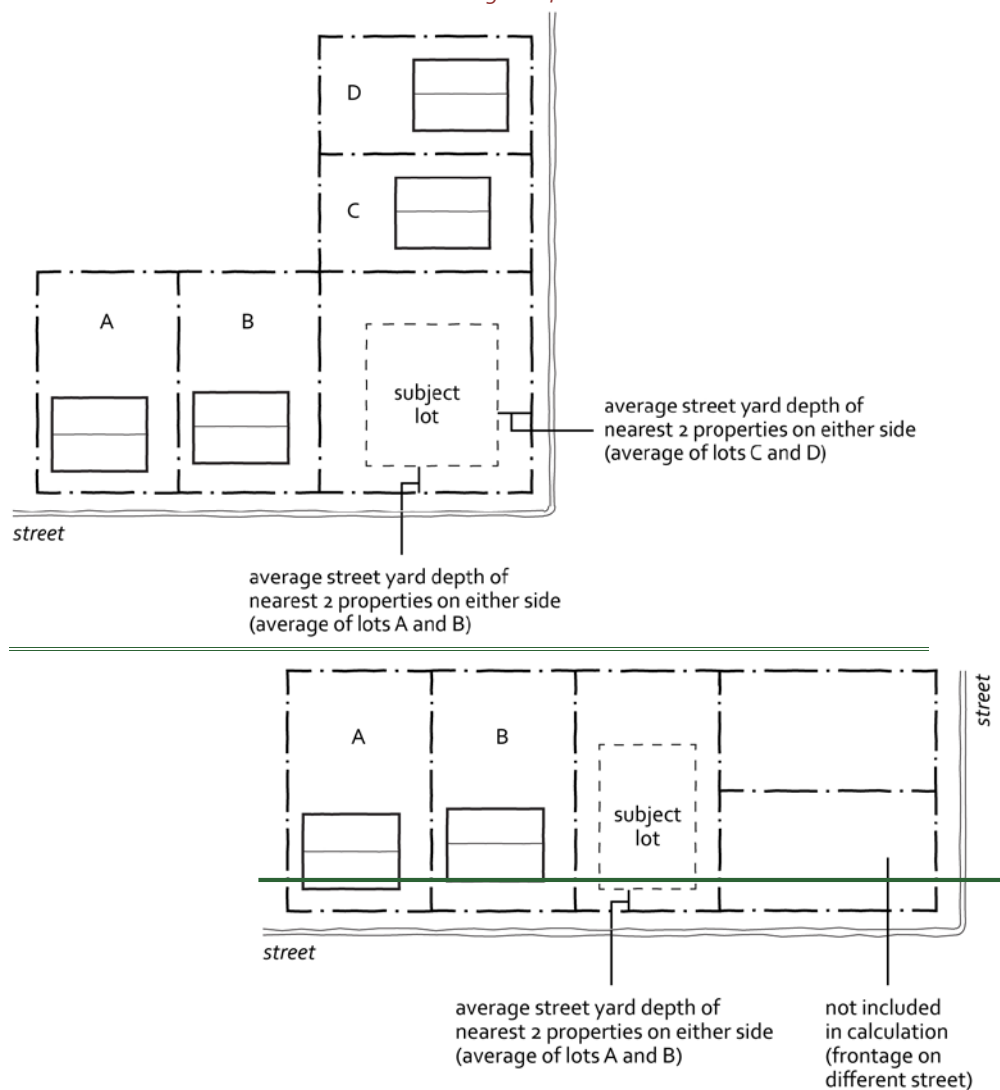 D
C
A
B
subject
lot
average street yard depth of
nearest 2 properties on either side
(average of lots C and D)
street
average street yard depth of
nearest 2 properties on either side
(average of lots A and B)
street
A
B
subject
lot
street
average street yard depth of
nearest 2 properties on either side
(average of lots A and B)
not included
in calculation
(frontage on
different street)